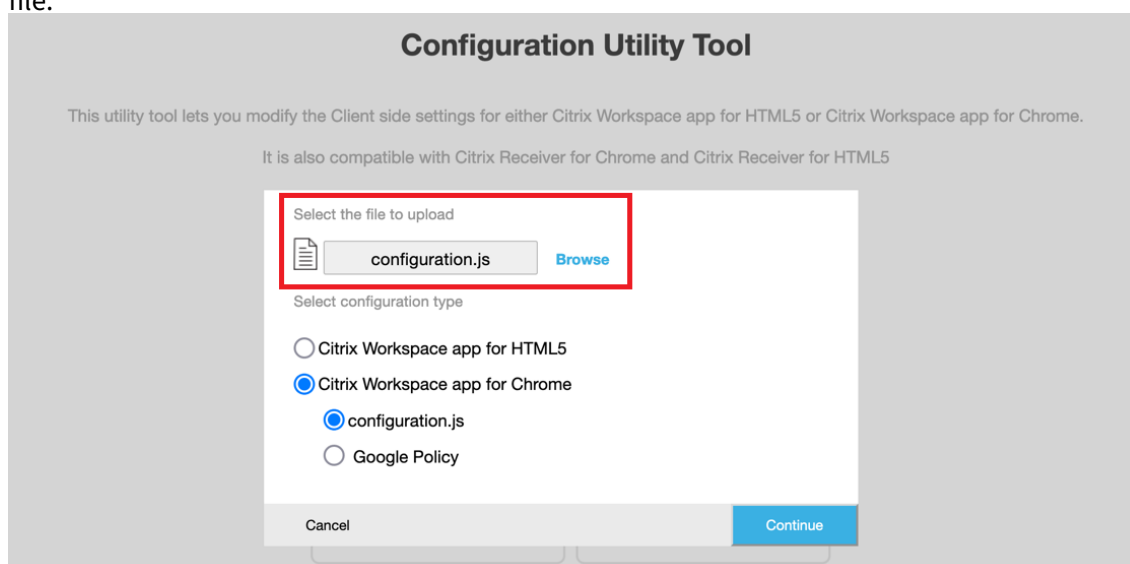 file.
Configuration Utility Tool
This utility tool lets you modify the Client side settings for either Citrix Workspace app for HTML5 or Citrix Workspace app for Chrome.
It is also compatible with Citrix Receiver for Chrome and Citrix Receiver for HTML5
Select the file to upload
configuration.js Browse
Select configuration type
Citrix Workspace app for HTML5
Citrix Workspace app for Chrome
configuration.js
Google Policy
Cancel Continue